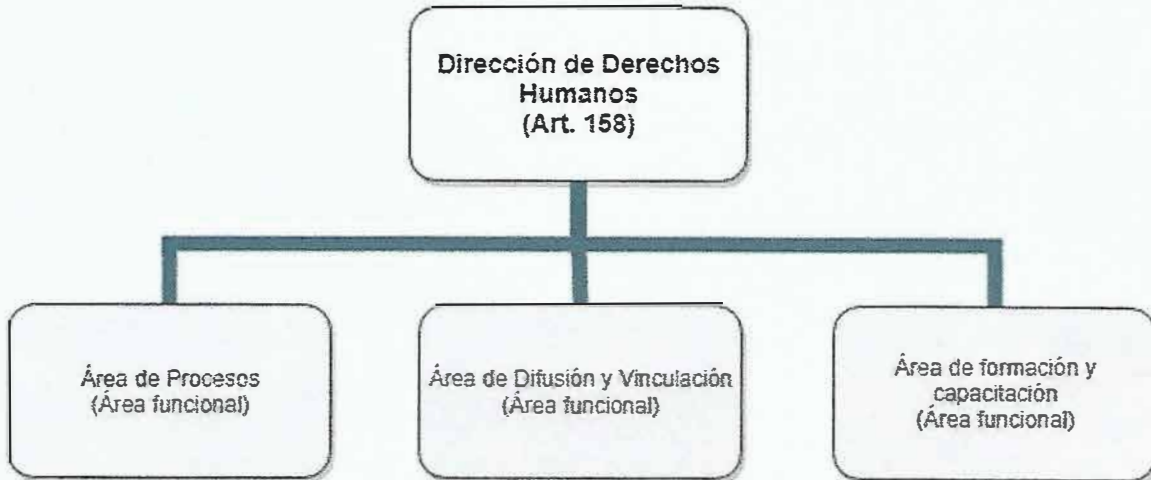 Dirección de Derechos
Humanos
(Art. 158)
Área de Procesos
(Área funcional)
Área de Difusión y Vinculación
(Área funcional)
Área de formación y
capacitación
(Área funcional)